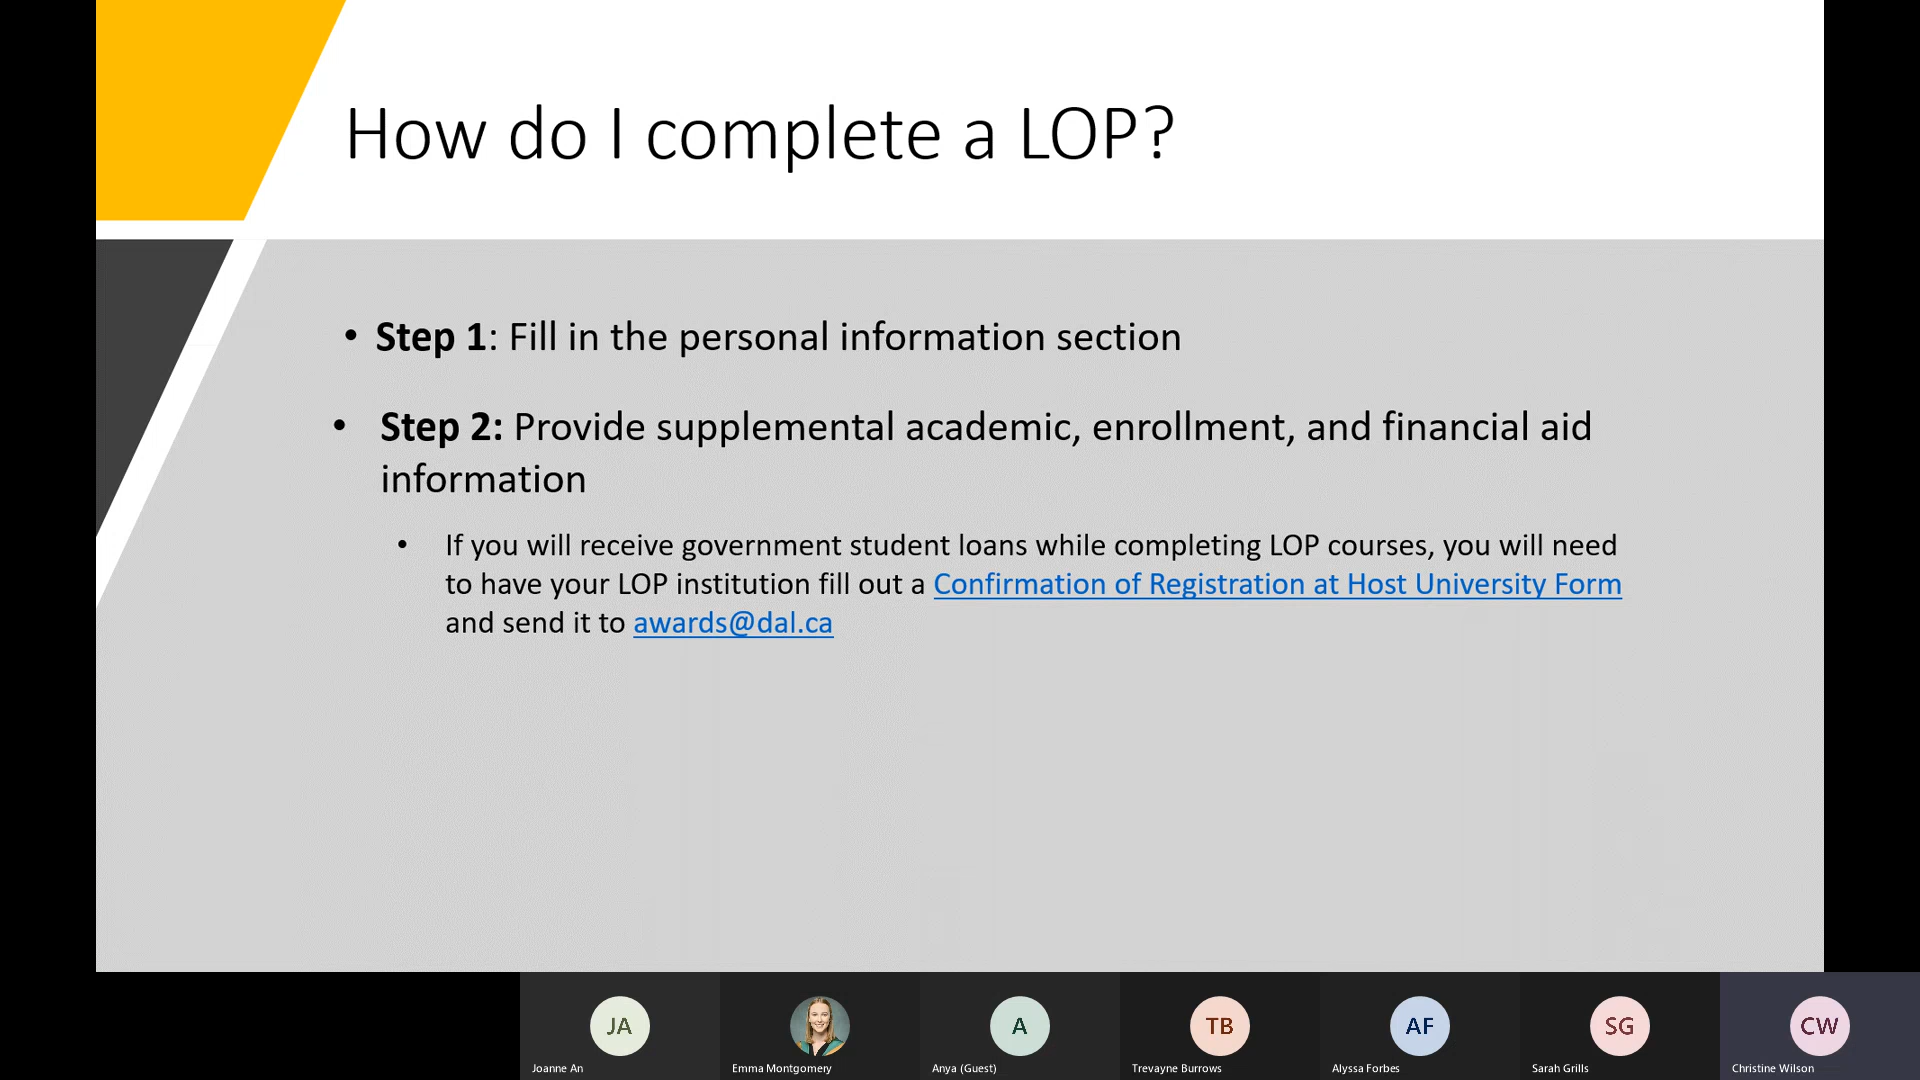 How do I complete a LOP?
• Step 1: Fill in the personal information section
• Step 2: Provide supplemental academic, enrollment, and financial aid
information
• If you will receive government student loans while completing LOP courses, you will need
to have your LOP institution fill out a Confirmation of Registration at Host University Form
and send it to awards@dal.ca
JA
A
TB
AF
SG
CW
Joanne An
Emma Montgomery
Anya (Guest)
Trevayne Burrows
Alyssa Forbes
Sarah Grills
Christine Wilson